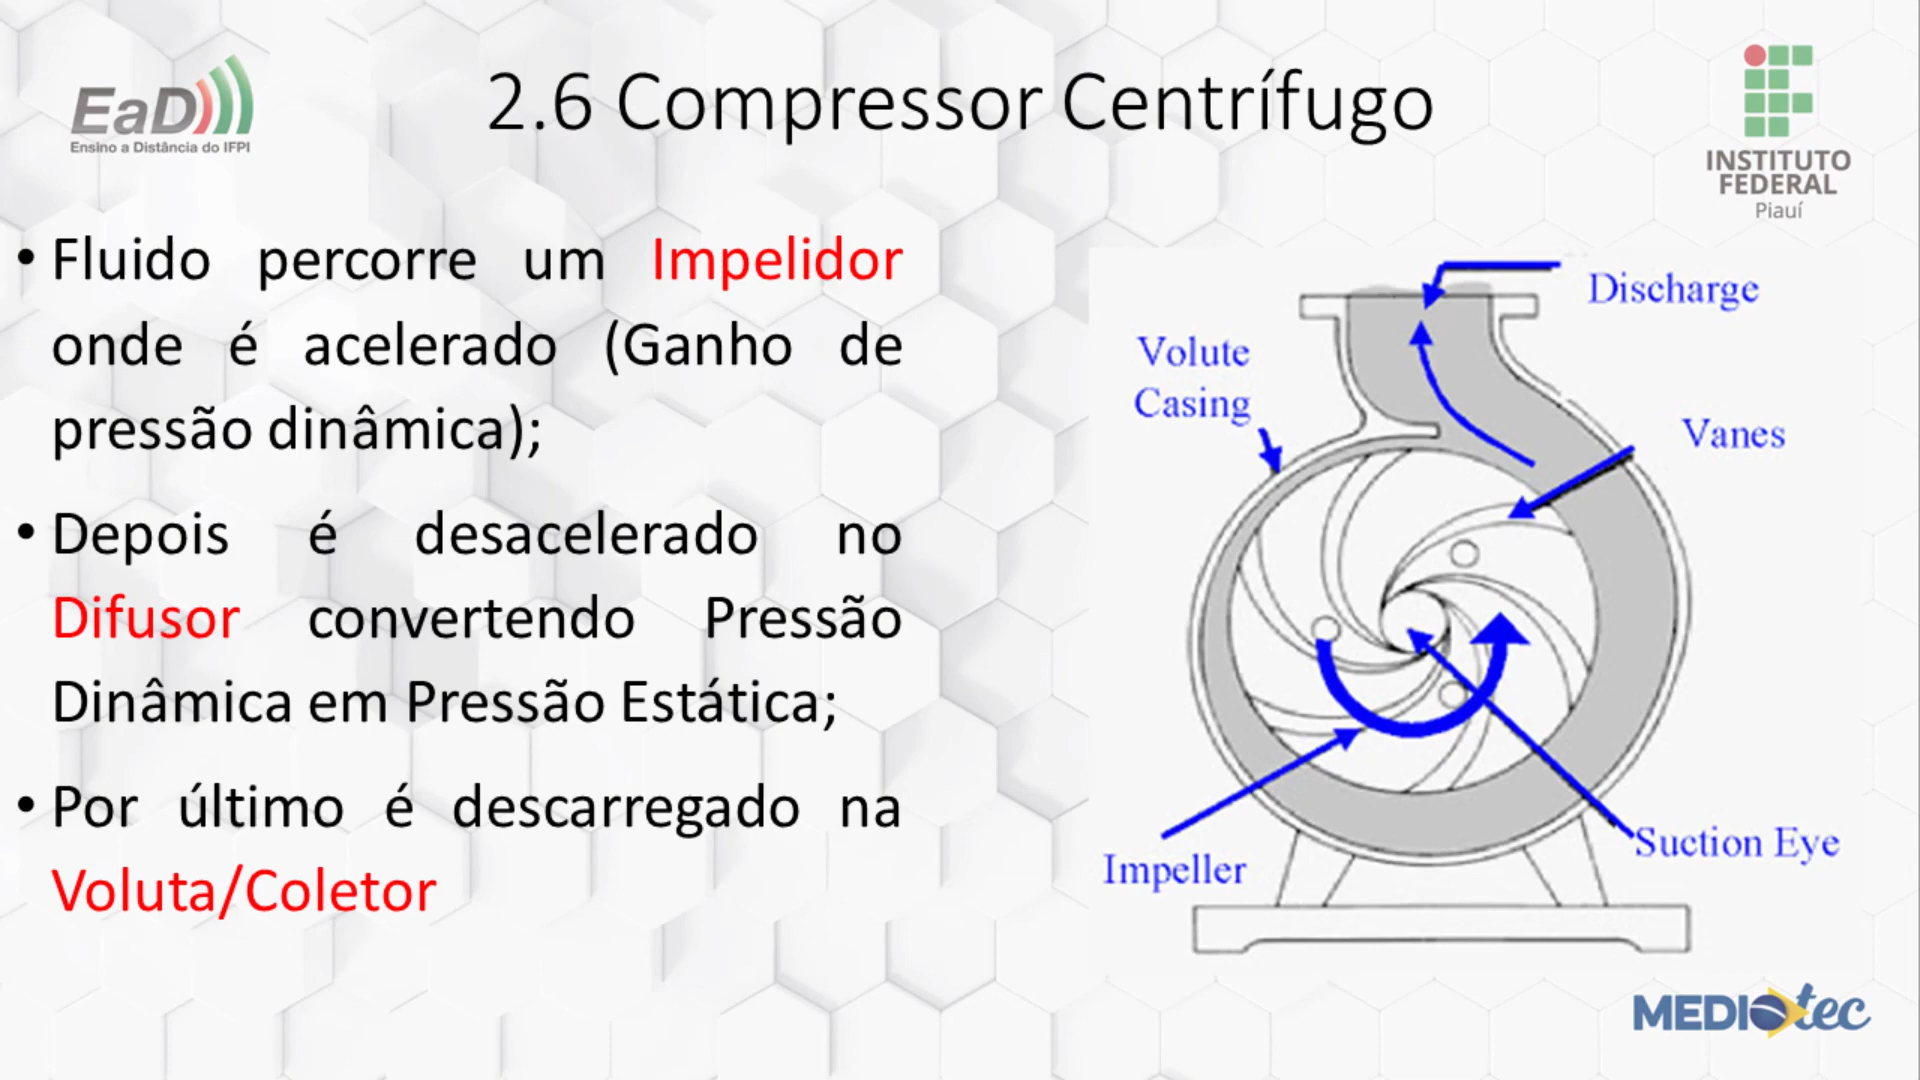 EaD
Ensino a Distância do IFPI
2.6 Compressor Centrífugo
INSTITUTO
FEDERAL
Piauí
• Fluido percorre um Impelidor
onde é acelerado (Ganho de
pressão dinâmica);
• Depois é desacelerado no
Difusor convertendo Pressão
Dinâmica em Pressão Estática;
• Por último é descarregado na
Voluta/Coletor
Discharge
Volute
Casing
Vanes
Impeller
Suction Eye
MEDIOtec